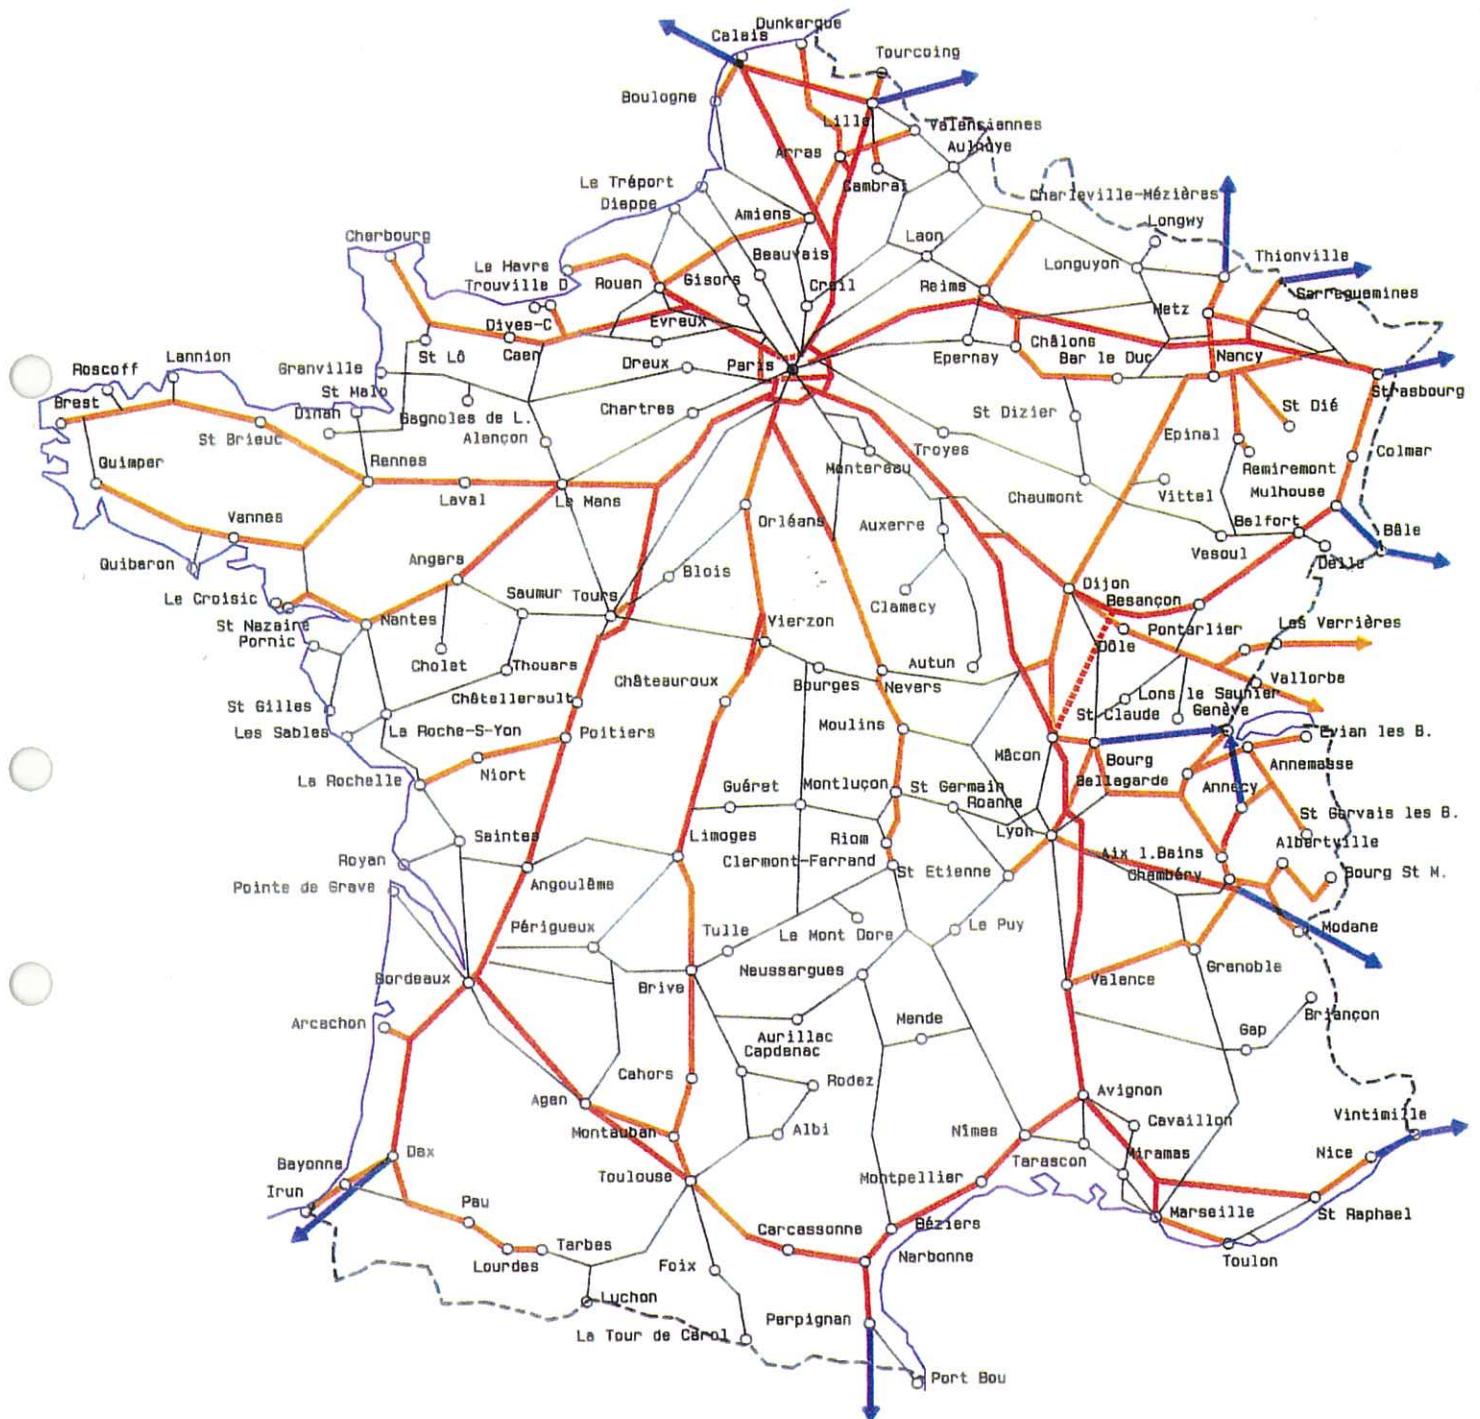 Dunkerque
Calais
Tourcoing
Boulogne
Lille
Valenciennes
Aulnoye
Arras
Cambrai
Le Tréport
Dieppe
Charleville-Mézières
Amiens
Longwy
Cherbourg
Laon
Beauvais
Thionville
Le Havre
Longuyon
Trouville D
Rouen
Gisors
Creil
Reims
Sarreguemines
Metz
Dives-C
Evreux
Caen
St Lô
Epernay
Châlons
Bar le Duc
Nancy
Lannion
Roscoff
Granville
Dreux
Paris
Strasbourg
St Malo
Brest
Dinan
Bagnoles de L.
Chartres
St Dizier
St Dié
St Brieuc
Alençon
Troyes
Epinal
Colmar
Quimper
Rennes
Montereau
Remiremont
Laval
Le Mans
Chaumont
Vittel
Mulhouse
Vannes
Orléans
Auxerre
Belfort
Bâle
Vesoul
Delle
Quibaron
Angers
Blois
Dijon
Le Croisic
Saumur
Tours
Clamecy
Besançon
St Nazaire
Nantes
Vierzon
Pontarlier
Les Verrières
Pornic
Dôle
Cholet
Thouars
Autun
Vallorbe
Châteauroux
Bourges
Nevers
Lons le Saunier
Châtellerault
St Gilles
St Claude
Genève
Les Sables
La Roche-S-Yon
Poitiers
Moulins
Evian les B.
Mâcon
Bourg
Annemasse
Niort
Bellegarde
La Rochelle
Guéret
Montluçon
St Germain
Annecy
Roanne
St Gervais les B.
Saintes
Limoges
Riom
Lyon
Albertville
Royan
Clermont-Ferrand
Aix l.Bains
St Etienne
Chambéry
Bourg St M.
Pointe de Grave
Angoulême
Périgueux
Tulle
Le Mont Dore
Le Puy
Modane
Bordeaux
Brive
Neussargues
Valence
Grenoble
Briançon
Arcachon
Aurillac
Mende
Gap
Capdenac
Cahors
Rodez
Agen
Avignon
Cavaillon
Vintimille
Montauban
Albi
Nîmes
Dax
Tarascon
Miramas
Nice
Bayonne
Toulouse
Montpellier
Irun
Pau
Marseille
St Raphael
Carcassonne
Béziers
Tarbes
Narbonne
Toulon
Lourdes
Foix
Luchon
Perpignan
La Tour de Carol
Port Bou